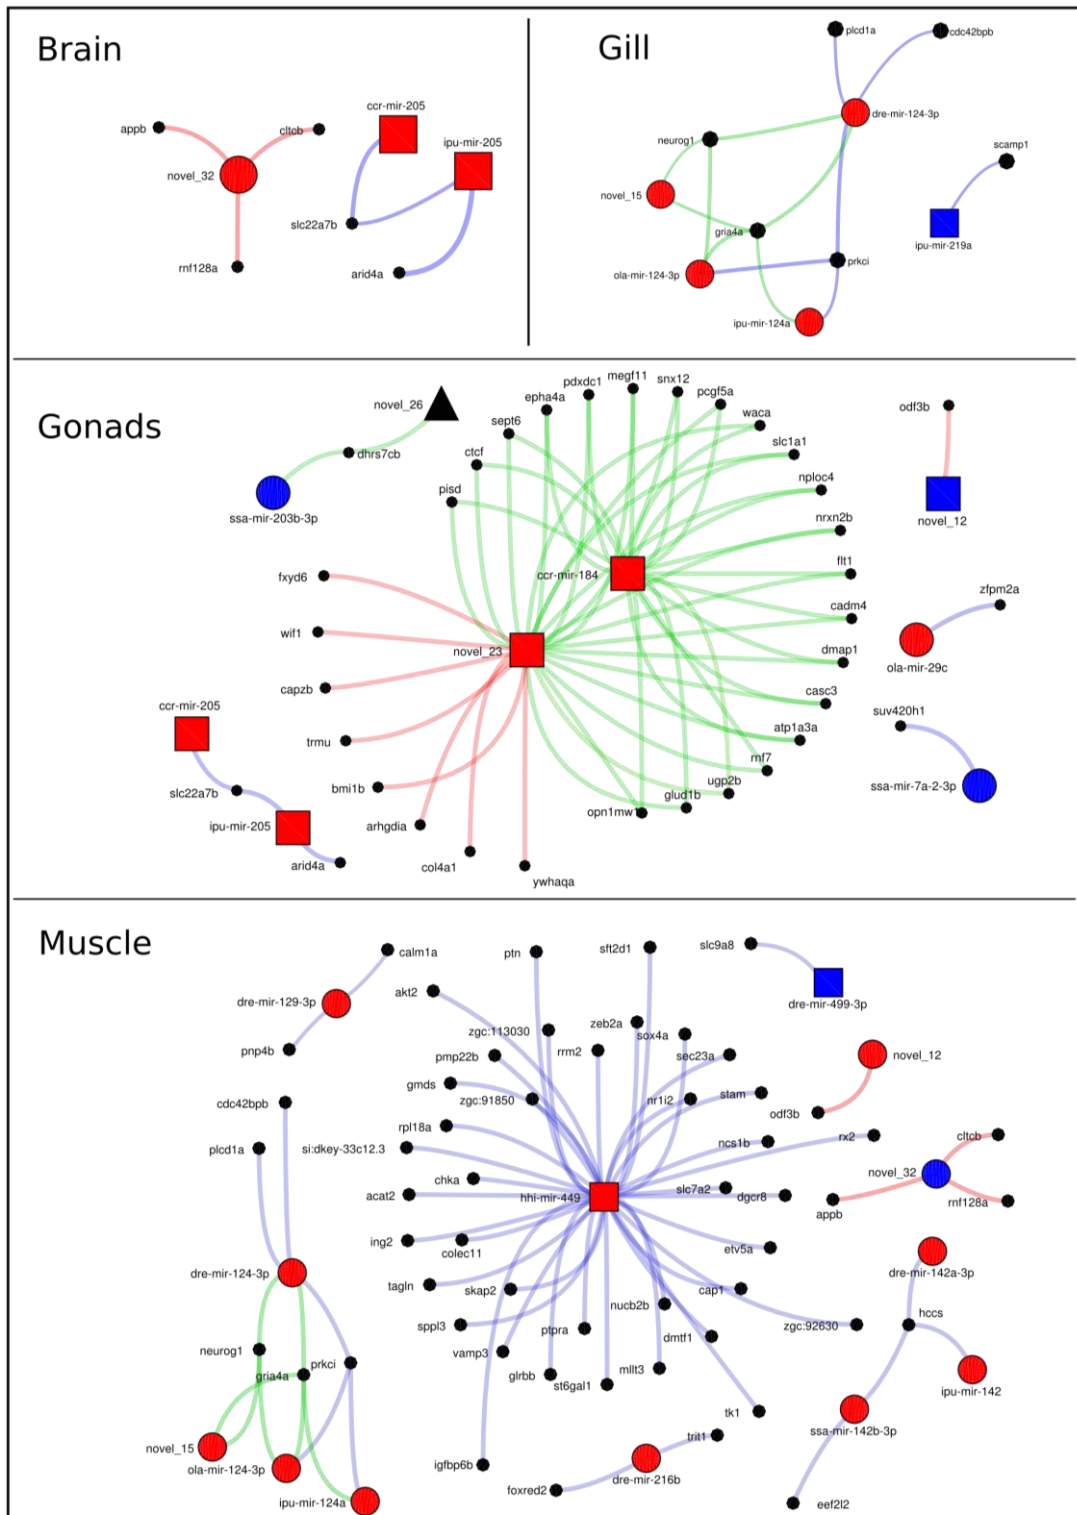 Brain
ccr-mir-205
appb
cltcb
ipu-mir-205
novel_32
slc22a7b
rnf128a
arid4a
Gill
plcd1a
cdc42bpb
dre-mir-124-3p
neurog1
scamp1
novel_15
gria4a
ipu-mir-219a
prkci
ola-mir-124-3p
ipu-mir-124a
Gonads
novel_26
dhrs7cb
ssa-mir-203b-3p
pisd
ctcf
sept6
epha4a
pdxdc1
megf11
snx12
pcgf5a
waca
slc1a1
nploc4
nrxn2b
flt1
cadm4
dmap1
casc3
atp1a3a
rnf7
ugp2b
glud1b
opn1mw1
ccr-mir-184
novel_23
fxyd6
wif1
capzb
trmu
bmi1b
arhgdia
col4a1
ywhaqa
ccr-mir-205
slc22a7b
ipu-mir-205
arid4a
odf3b
novel_12
zfpm2a
ola-mir-29c
suv420h1
ssa-mir-7a-2-3p
Muscle
calm1a
dre-mir-129-3p
pnp4b
cdc42bpb
plcd1a
dre-mir-124-3p
neurog1
gria4a
prkci
novel_15
ola-mir-124-3p
ipu-mir-124a
ptn
sft2d1
akt2
zgc:113030
zeb2a
sox4a
pmp22b
rrm2
sec23a
gmds
zgc:91850
nr1i2
stam
rpl18a
si:dkey-33c12.3
ncs1b
rx2
chka
acat2
hhi-mir-449
slc7a2
dgcr8
ing2
colec11
etv5a
tagln
skap2
cap1
nucb2b
sppl3
ptpra
dmtf1
zgc:92630
vamp3
glrbb
st6gal1
mllt3
tk1
igfbp6b
trit1
dre-mir-216b
foxred2
slc9a8
dre-mir-499-3p
novel_12
odf3b
cltcb
novel_32
appb
rnf128a
dre-mir-142a-3p
hccs
ipu-mir-142
ssa-mir-142b-3p
eef2l2